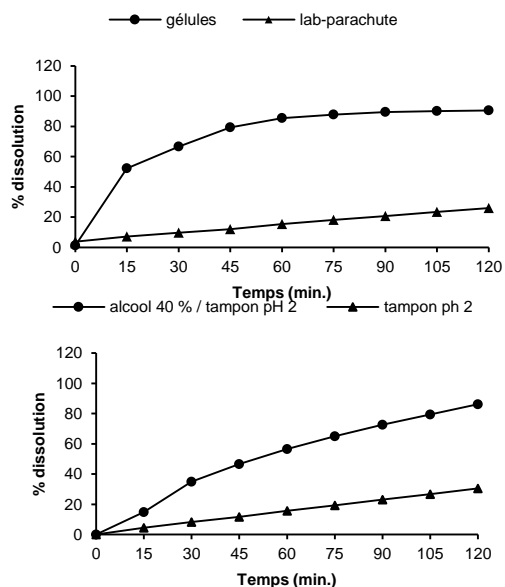 gélules lab-parachute
120
100
80
60
40
20
0
% dissolution
0 15 30 45 60 75 90 105 120
Temps (min.)
alcool 40 % / tampon pH 2 tampon ph 2
120
100
80
60
40
20
0
% dissolution
0 15 30 45 60 75 90 105 120
Temps (min.)